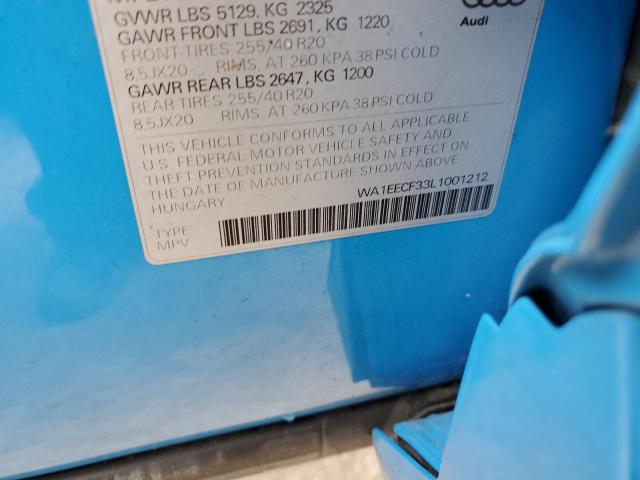 GVWR LBS 5129, KG 2325
GAWR FRONT LBS 2691, KG 1220
FRONT TIRES 255/40 R20
8.5JX20 RIMS, AT 260 KPA 38 PSI COLD
GAWR REAR LBS 2647, KG 1200
REAR TIRES 255/40 R20
8.5JX20 RIMS, AT 260 KPA 38 PSI COLD
THIS VEHICLE CONFORMS TO ALL APPLICABLE
U.S. FEDERAL MOTOR VEHICLE SAFETY AND
THEFT PREVENTION STANDARDS IN EFFECT ON
THE DATE OF MANUFACTURE SHOWN ABOVE
HUNGARY
WA1EECF33L1001212
TYPE:
MPV
Audi